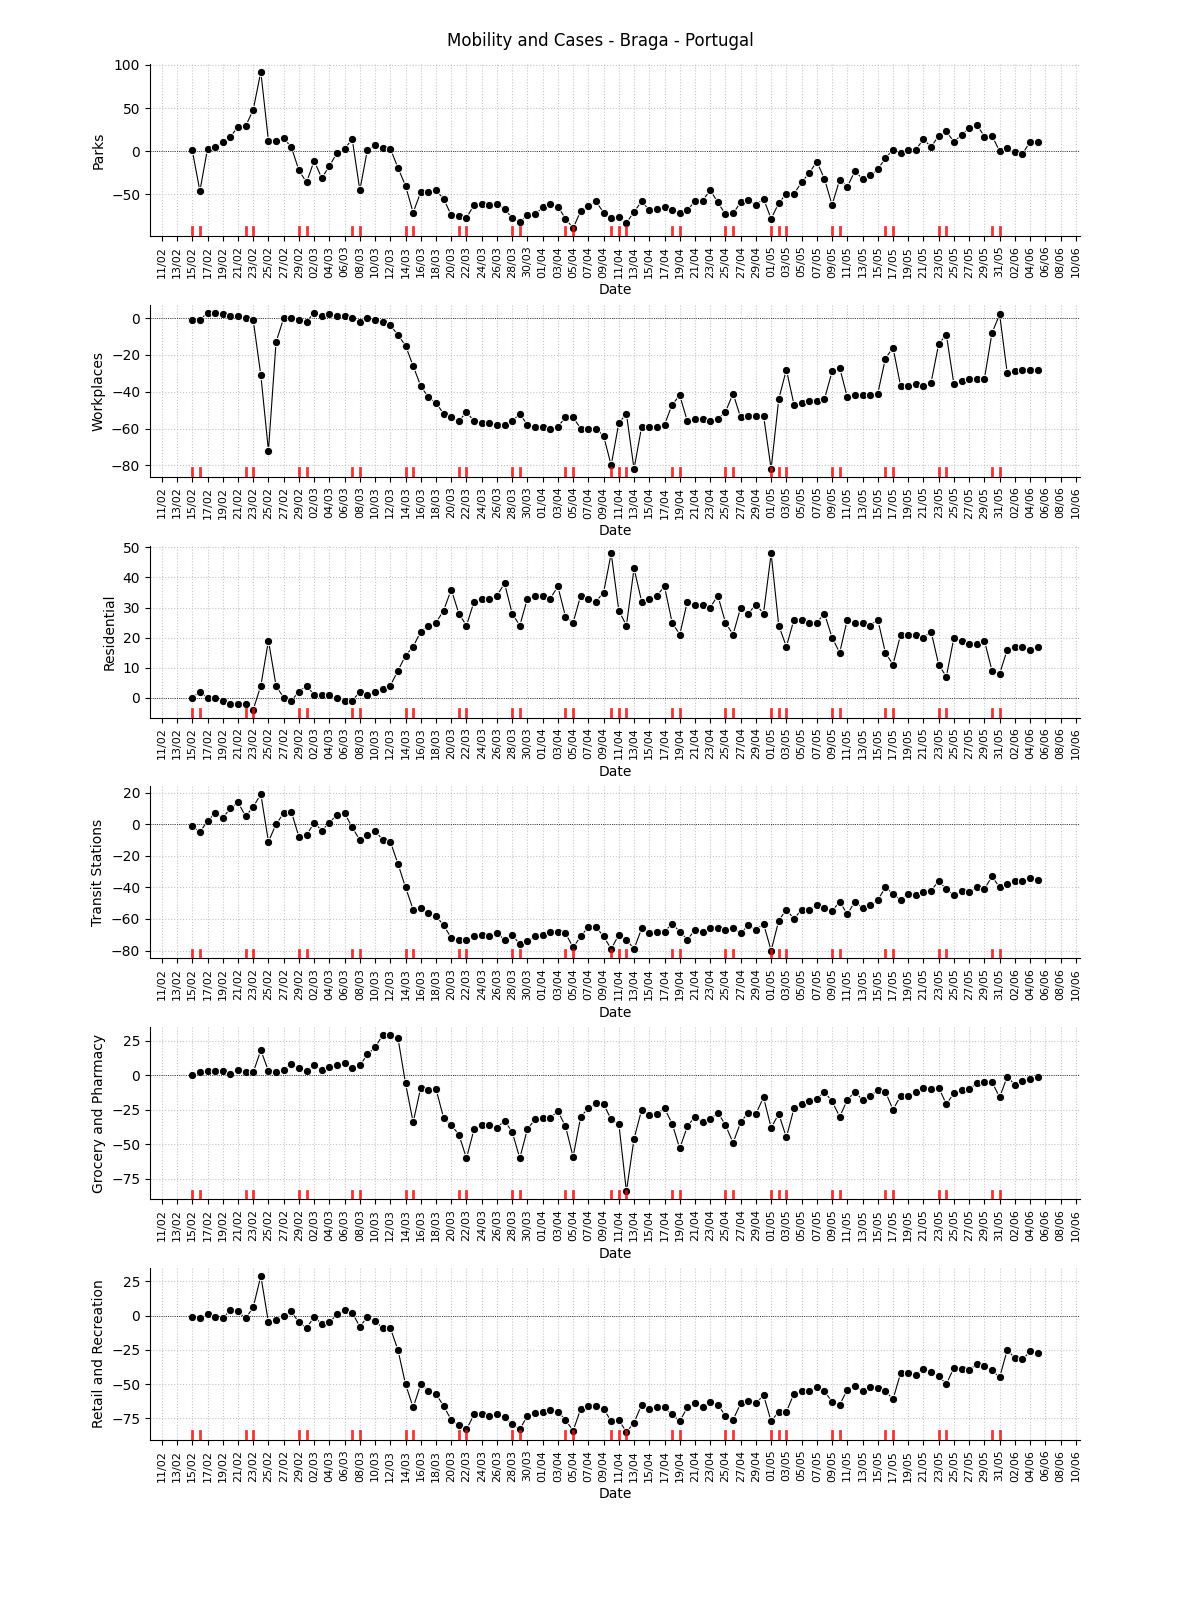 Mobility and Cases - Braga - Portugal
Parks
100
50
0
−50
11/02 13/02 15/02 17/02 19/02 21/02 23/02 25/02 27/02 29/02 02/03 04/03 06/03 08/03 10/03 12/03 14/03 16/03 18/03 20/03 22/03 24/03 26/03 28/03 30/03 01/04 03/04 05/04 07/04 09/04 11/04 13/04 15/04 17/04 19/04 21/04 23/04 25/04 27/04 29/04 01/05 03/05 05/05 07/05 09/05 11/05 13/05 15/05 17/05 19/05 21/05 23/05 25/05 27/05 29/05 31/05 02/06 04/06 06/06 08/06 10/06
Date
Workplaces
0
−20
−40
−60
−80
11/02 13/02 15/02 17/02 19/02 21/02 23/02 25/02 27/02 29/02 02/03 04/03 06/03 08/03 10/03 12/03 14/03 16/03 18/03 20/03 22/03 24/03 26/03 28/03 30/03 01/04 03/04 05/04 07/04 09/04 11/04 13/04 15/04 17/04 19/04 21/04 23/04 25/04 27/04 29/04 01/05 03/05 05/05 07/05 09/05 11/05 13/05 15/05 17/05 19/05 21/05 23/05 25/05 27/05 29/05 31/05 02/06 04/06 06/06 08/06 10/06
Date
Residential
50
40
30
20
10
0
11/02 13/02 15/02 17/02 19/02 21/02 23/02 25/02 27/02 29/02 02/03 04/03 06/03 08/03 10/03 12/03 14/03 16/03 18/03 20/03 22/03 24/03 26/03 28/03 30/03 01/04 03/04 05/04 07/04 09/04 11/04 13/04 15/04 17/04 19/04 21/04 23/04 25/04 27/04 29/04 01/05 03/05 05/05 07/05 09/05 11/05 13/05 15/05 17/05 19/05 21/05 23/05 25/05 27/05 29/05 31/05 02/06 04/06 06/06 08/06 10/06
Date
Transit Stations
20
0
−20
−40
−60
−80
11/02 13/02 15/02 17/02 19/02 21/02 23/02 25/02 27/02 29/02 02/03 04/03 06/03 08/03 10/03 12/03 14/03 16/03 18/03 20/03 22/03 24/03 26/03 28/03 30/03 01/04 03/04 05/04 07/04 09/04 11/04 13/04 15/04 17/04 19/04 21/04 23/04 25/04 27/04 29/04 01/05 03/05 05/05 07/05 09/05 11/05 13/05 15/05 17/05 19/05 21/05 23/05 25/05 27/05 29/05 31/05 02/06 04/06 06/06 08/06 10/06
Date
Grocery and Pharmacy
25
0
−25
−50
−75
11/02 13/02 15/02 17/02 19/02 21/02 23/02 25/02 27/02 29/02 02/03 04/03 06/03 08/03 10/03 12/03 14/03 16/03 18/03 20/03 22/03 24/03 26/03 28/03 30/03 01/04 03/04 05/04 07/04 09/04 11/04 13/04 15/04 17/04 19/04 21/04 23/04 25/04 27/04 29/04 01/05 03/05 05/05 07/05 09/05 11/05 13/05 15/05 17/05 19/05 21/05 23/05 25/05 27/05 29/05 31/05 02/06 04/06 06/06 08/06 10/06
Date
Retail and Recreation
25
0
−25
−50
−75
11/02 13/02 15/02 17/02 19/02 21/02 23/02 25/02 27/02 29/02 02/03 04/03 06/03 08/03 10/03 12/03 14/03 16/03 18/03 20/03 22/03 24/03 26/03 28/03 30/03 01/04 03/04 05/04 07/04 09/04 11/04 13/04 15/04 17/04 19/04 21/04 23/04 25/04 27/04 29/04 01/05 03/05 05/05 07/05 09/05 11/05 13/05 15/05 17/05 19/05 21/05 23/05 25/05 27/05 29/05 31/05 02/06 04/06 06/06 08/06 10/06
Date